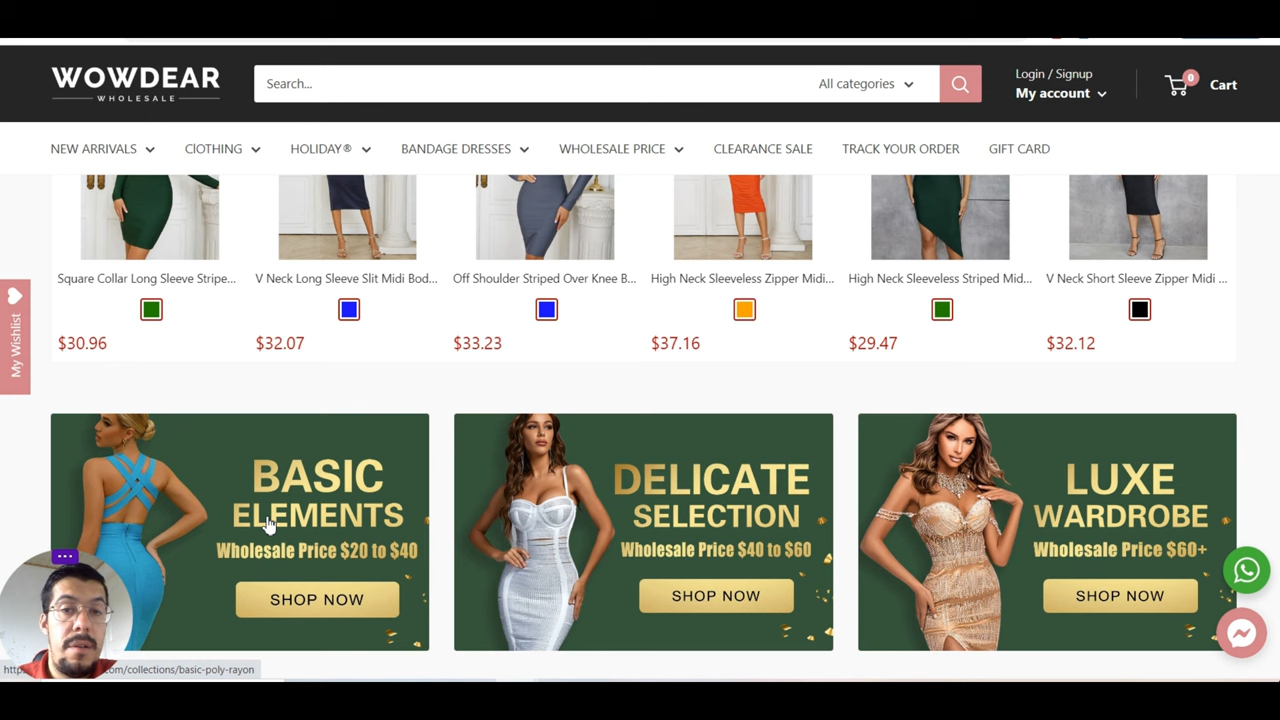 WOWDEAR
WHOLESALE
Search...
All categories
Login / Signup
My account
0
Cart
NEW ARRIVALS
ClOTHING
HOLIDAY®
BANDAGE DRESSES
WHOLESALE PRICE
CLEARANCE SALE
TRACK YOUR ORDER
GIFT CARD
My Wishlist
Square Collar Long Sleeve Stripe...
V Neck Long Sleeve Slit Midi Bod...
Off Shoulder Striped Over Knee B...
High Neck Sleeveless Zipper Midi...
High Neck Sleeveless Striped Mid...
V Neck Short Sleeve Zipper Midi ...
$30.96
$32.07
$33.23
$37.16
$29.47
$32.12
BASIC
ELEMENTS
Wholesale Price $20 to $40
SHOP NOW
DELICATE
SELECTION
Wholesale Price $40 to $60
SHOP NOW
LUXE
WARDROBE
Wholesale Price $60+
SHOP NOW
com/collections/basic-poly-rayon